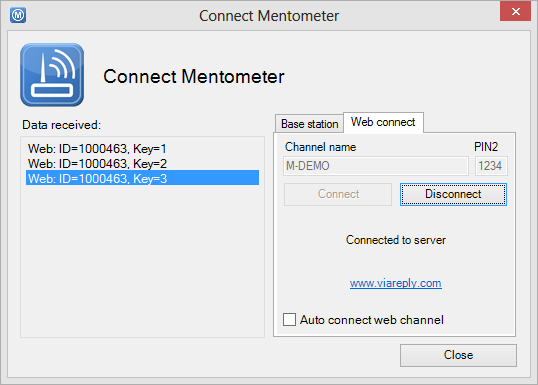 M
Connect Mentometer
Connect Mentometer
Data received:
Web: ID=1000463, Key=1
Web: ID=1000463, Key=2
Web: ID=1000463, Key=3
Base station
Web connect
Channel name
PIN2
M-DEMO
1234
Connect
Disconnect
Connected to server
www.viareply.com
Auto connect web channel
Close